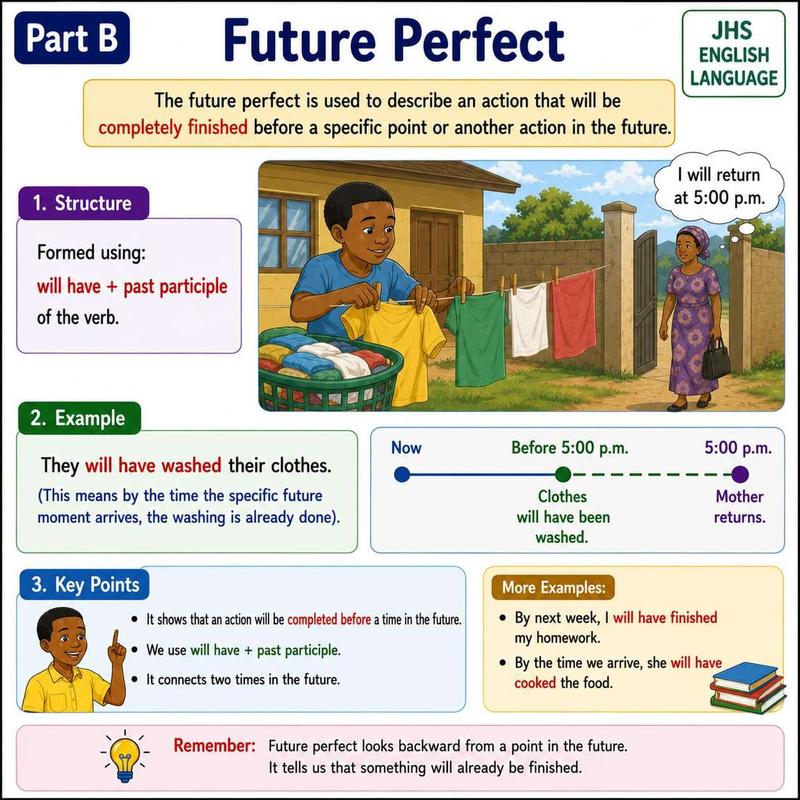 Part B
Future Perfect
JHS
ENGLISH
LANGUAGE
The future perfect is used to describe an action that will be
completely finished before a specific point or another action in the future.
I will return
at 5:00 p.m.
1. Structure
Formed using:
will have + past participle
of the verb.
2. Example
They will have washed their clothes.
(This means by the time the specific future
moment arrives, the washing is already done).
Now
Before 5:00 p.m.
5:00 p.m.
Clothes
will have been
washed.
Mother
returns.
3. Key Points
• It shows that an action will be completed before a time in the future.
• We use will have + past participle.
• It connects two times in the future.
More Examples:
• By next week, I will have finished
my homework.
• By the time we arrive, she will have
cooked the food.
Remember: Future perfect looks backward from a point in the future.
It tells us that something will already be finished.